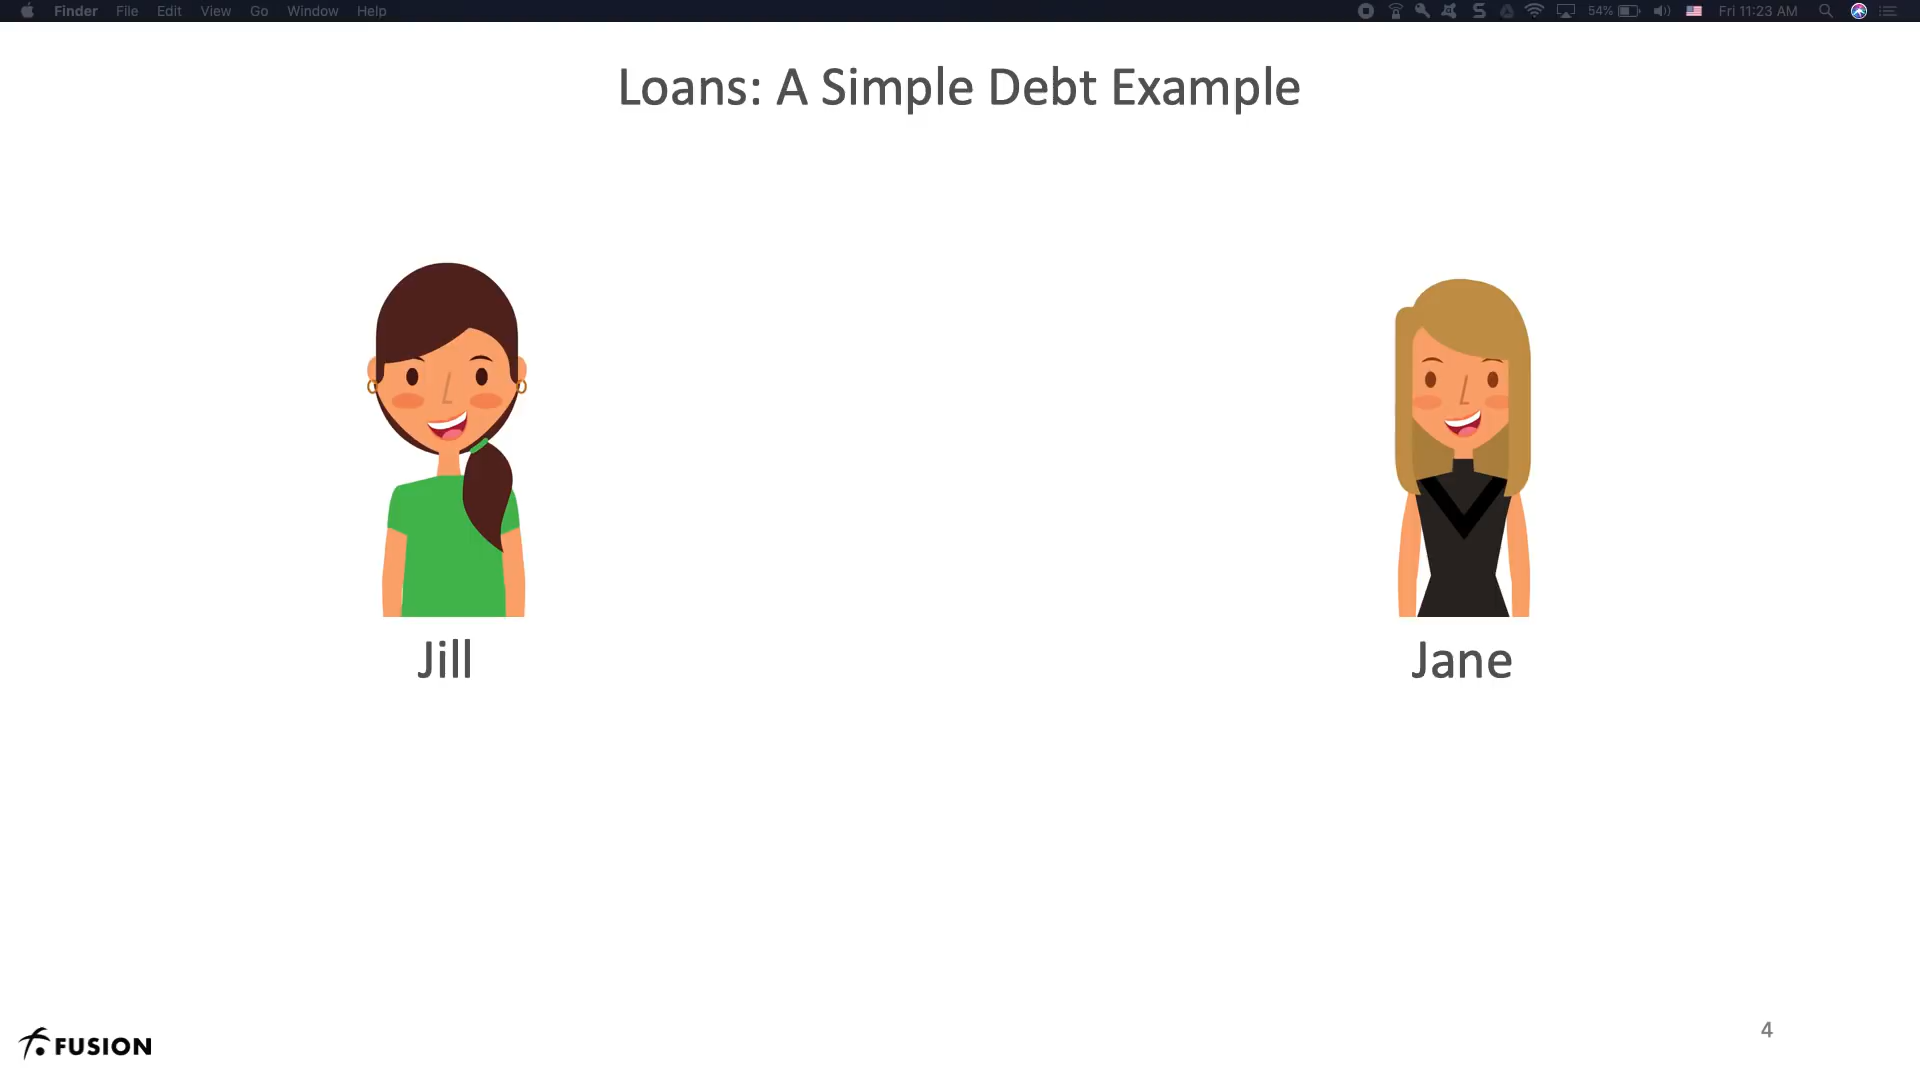 Finder File Edit View Go Window Help 54% Fri 11:23 AM
Loans: A Simple Debt Example
Jill
Jane
FUSION
4